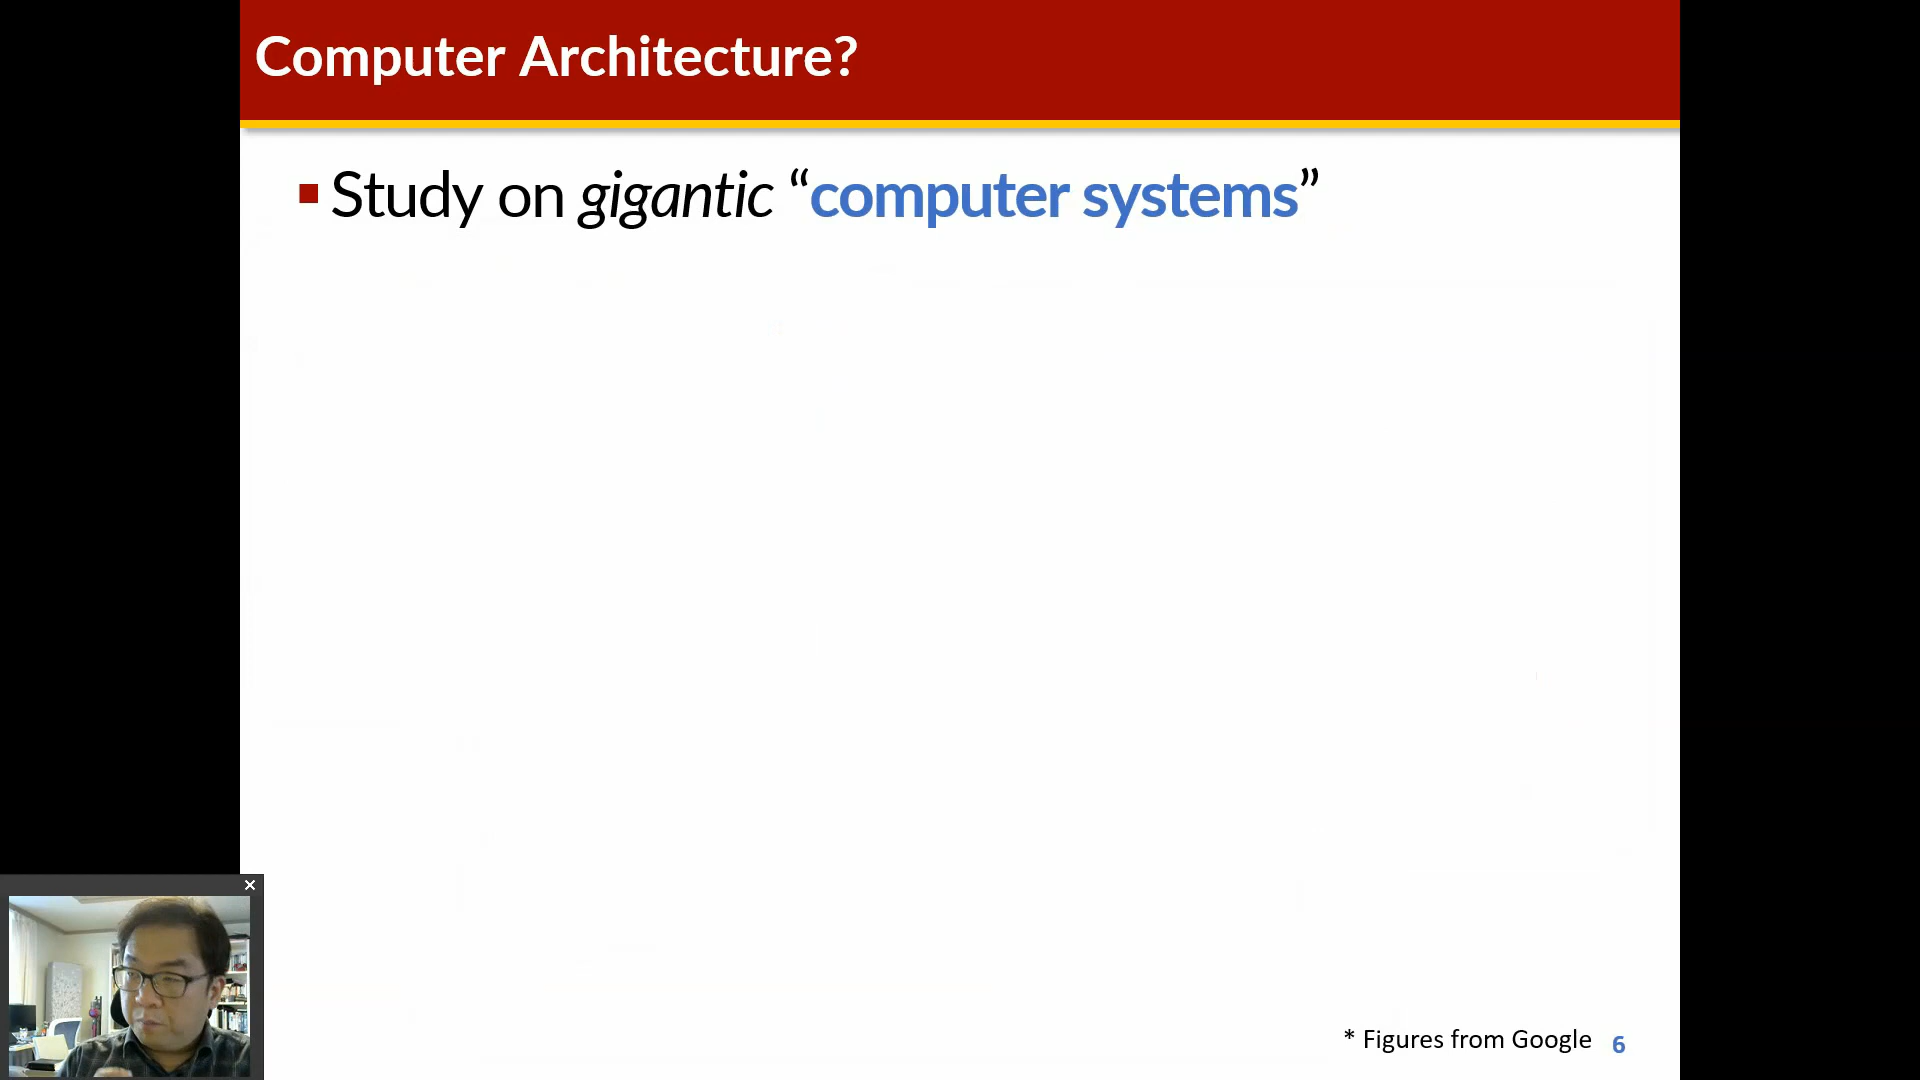 Computer Architecture?
▪ Study on gigantic “computer systems”
* Figures from Google 6